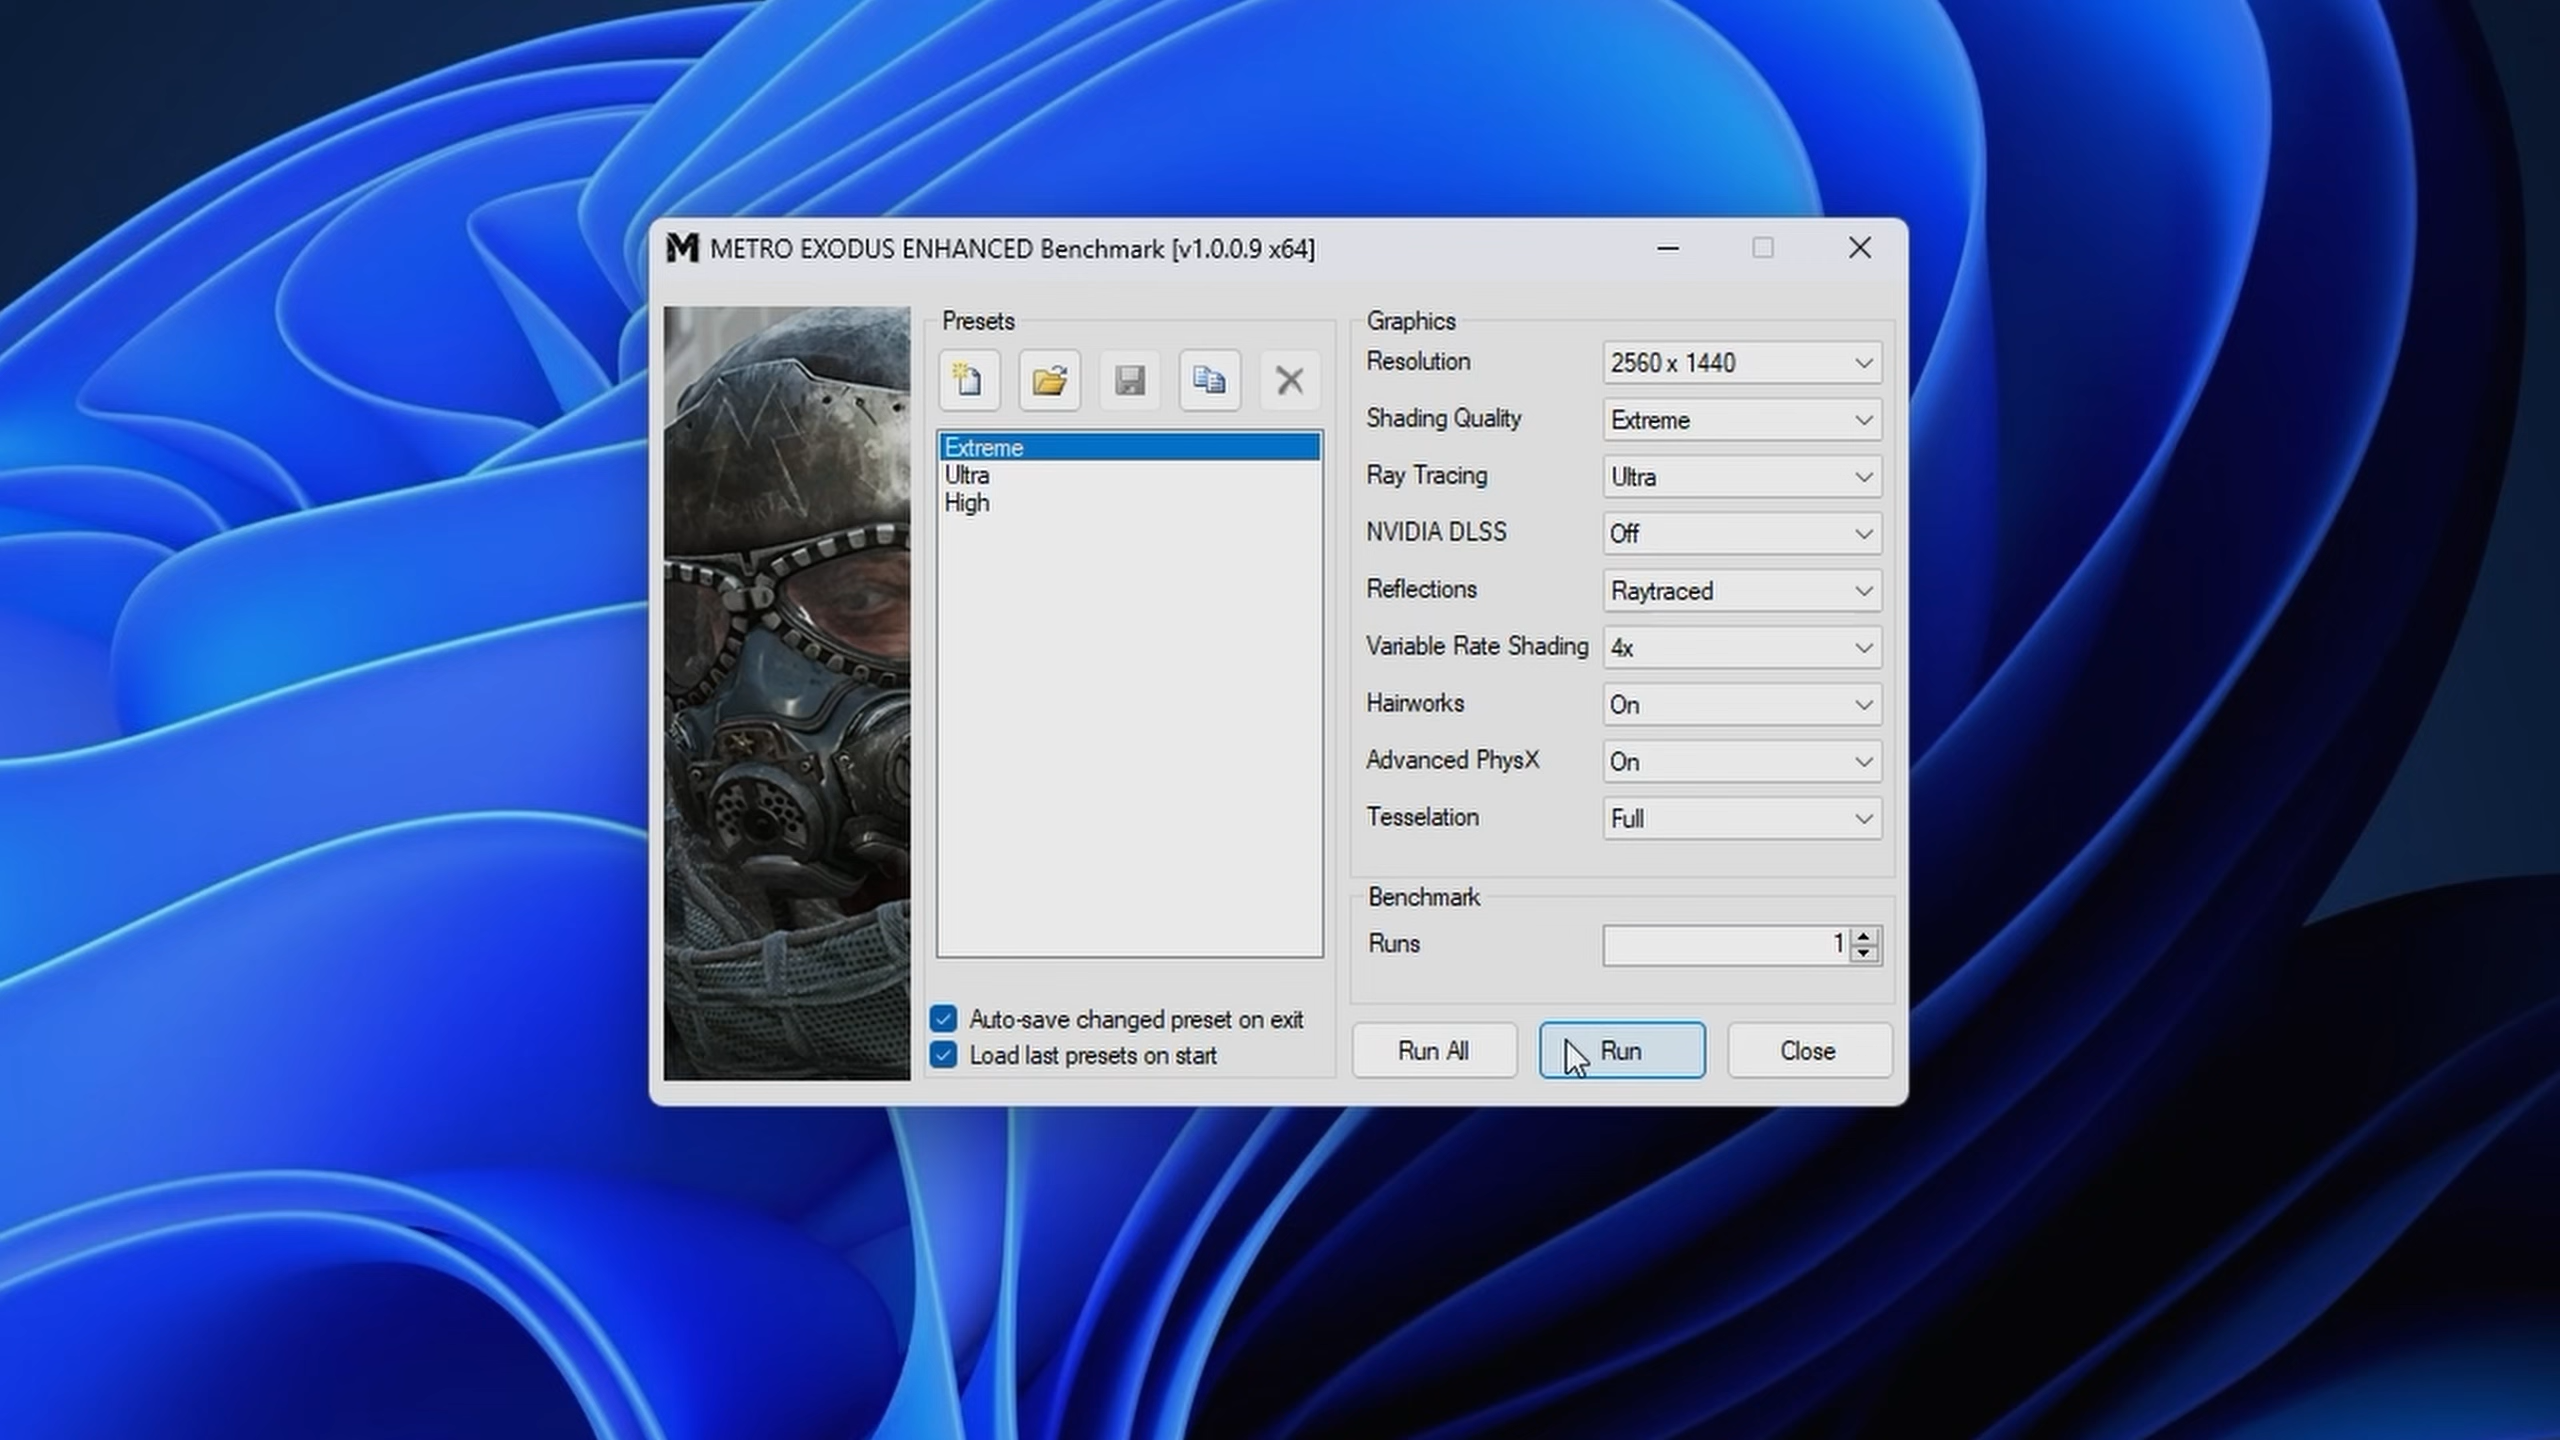 METRO EXODUS ENHANCED Benchmark [v1.0.0.9 x64]
Presets
Extreme
Ultra
High
Auto-save changed preset on exit
Load last presets on start
Graphics
Resolution 2560 x 1440
Shading Quality Extreme
Ray Tracing Ultra
NVIDIA DLSS Off
Reflections Raytraced
Variable Rate Shading 4x
Hairworks On
Advanced PhysX On
Tesselation Full
Benchmark
Runs 1
Run All Run Close